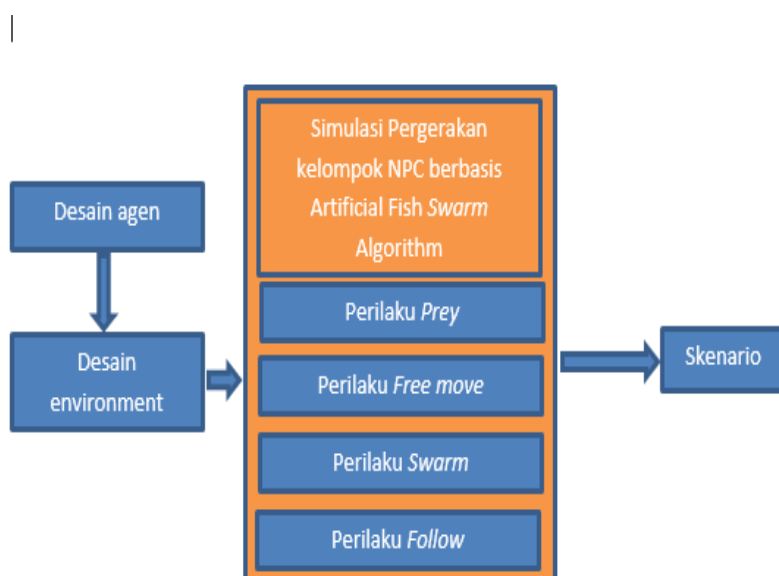 Desain agen
Desain
environment
Simulasi Pergerakan
kelompok NPC berbasis
Artificial Fish Swarm
Algorithm
Perilaku Prey
Perilaku Free move
Perilaku Swarm
Perilaku Follow
Skenario